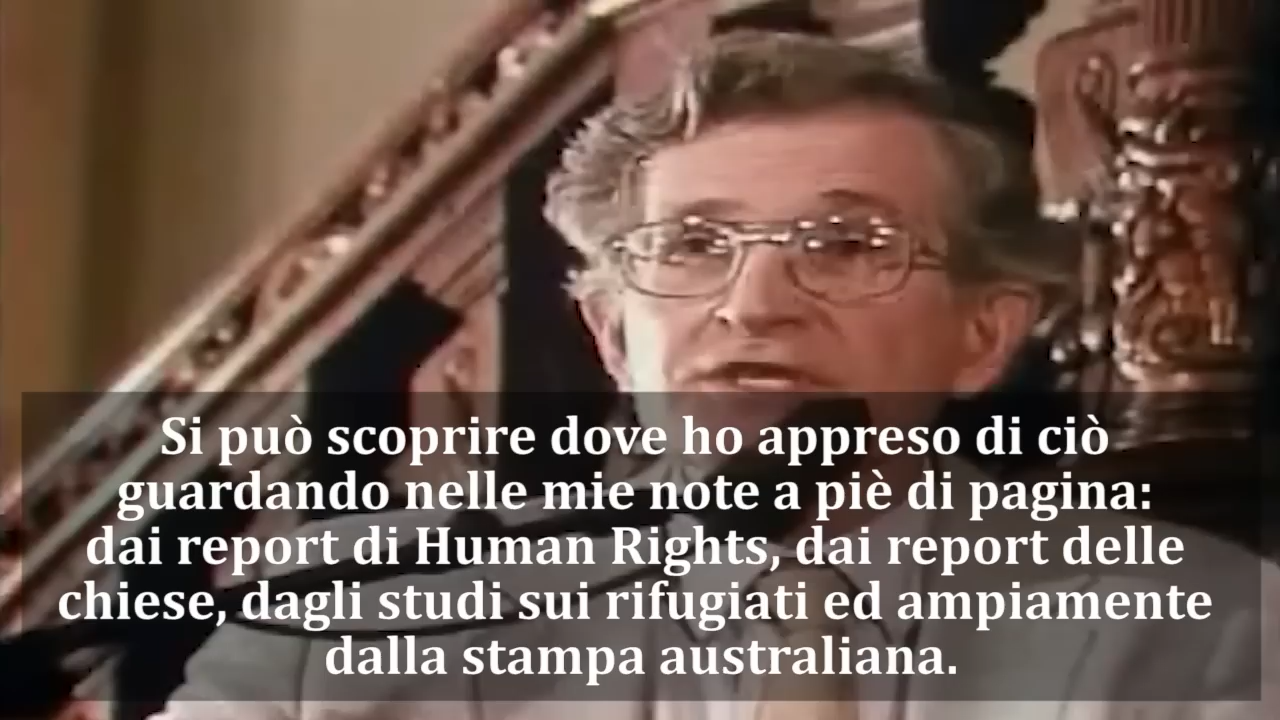 Si può scoprire dove ho appreso di ciò
guardando nelle mie note a piè di pagina:
dai report di Human Rights, dai report delle
chiese, dagli studi sui rifugiati ed ampiamente
dalla stampa australiana.